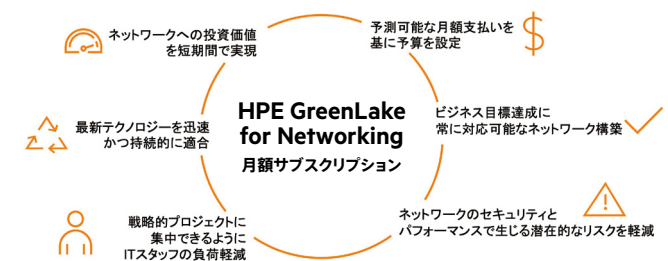 ネットワークへの投資価値
を短期間で実現
予測可能な月額支払いを
基に予算を設定
最新テクノロジーを迅速
かつ持続的に適合
HPE GreenLake
for Networking
月額サブスクリプション
ビジネス目標達成に
常に対応可能なネットワーク構築
戦略的プロジェクトに
集中できるように
ITスタッフの負荷軽減
ネットワークのセキュリティと
パフォーマンスで生じる潜在的なリスクを軽減